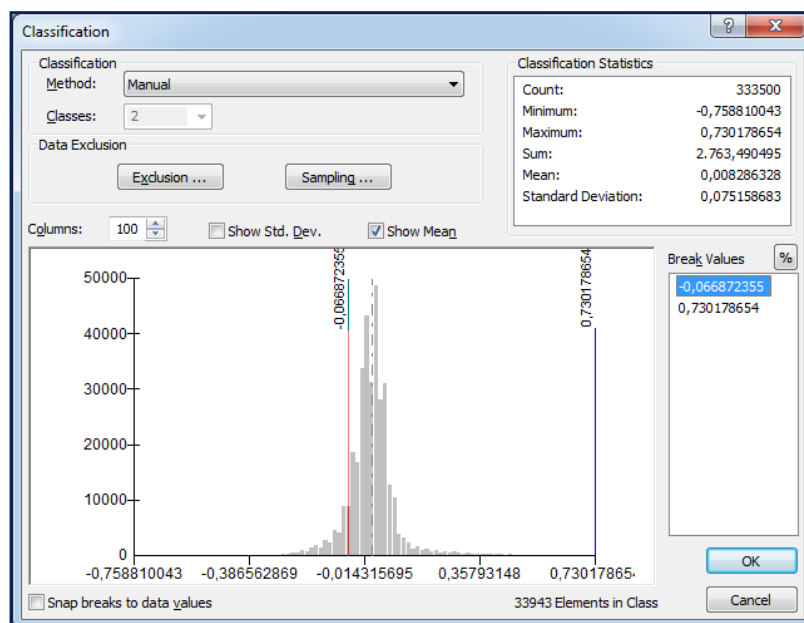 Classification
Classification
Method: Manual
Classes: 2
Data Exclusion
Exclusion ...
Sampling ...
Classification Statistics
Count: 333500
Minimum: -0,758810043
Maximum: 0,730178654
Sum: 2.763,490495
Mean: 0,008286328
Standard Deviation: 0,075158683
Columns: 100 Show Std. Dev. Show Mean
Break Values %
-0,066872355
0,730178654
-0,066872355
0,730178654
50000
40000
30000
20000
10000
0
-0,758810043 -0,386562869 -0,014315695 0,35793148 0,730178654
OK
Cancel
Snap breaks to data values
33943 Elements in Class